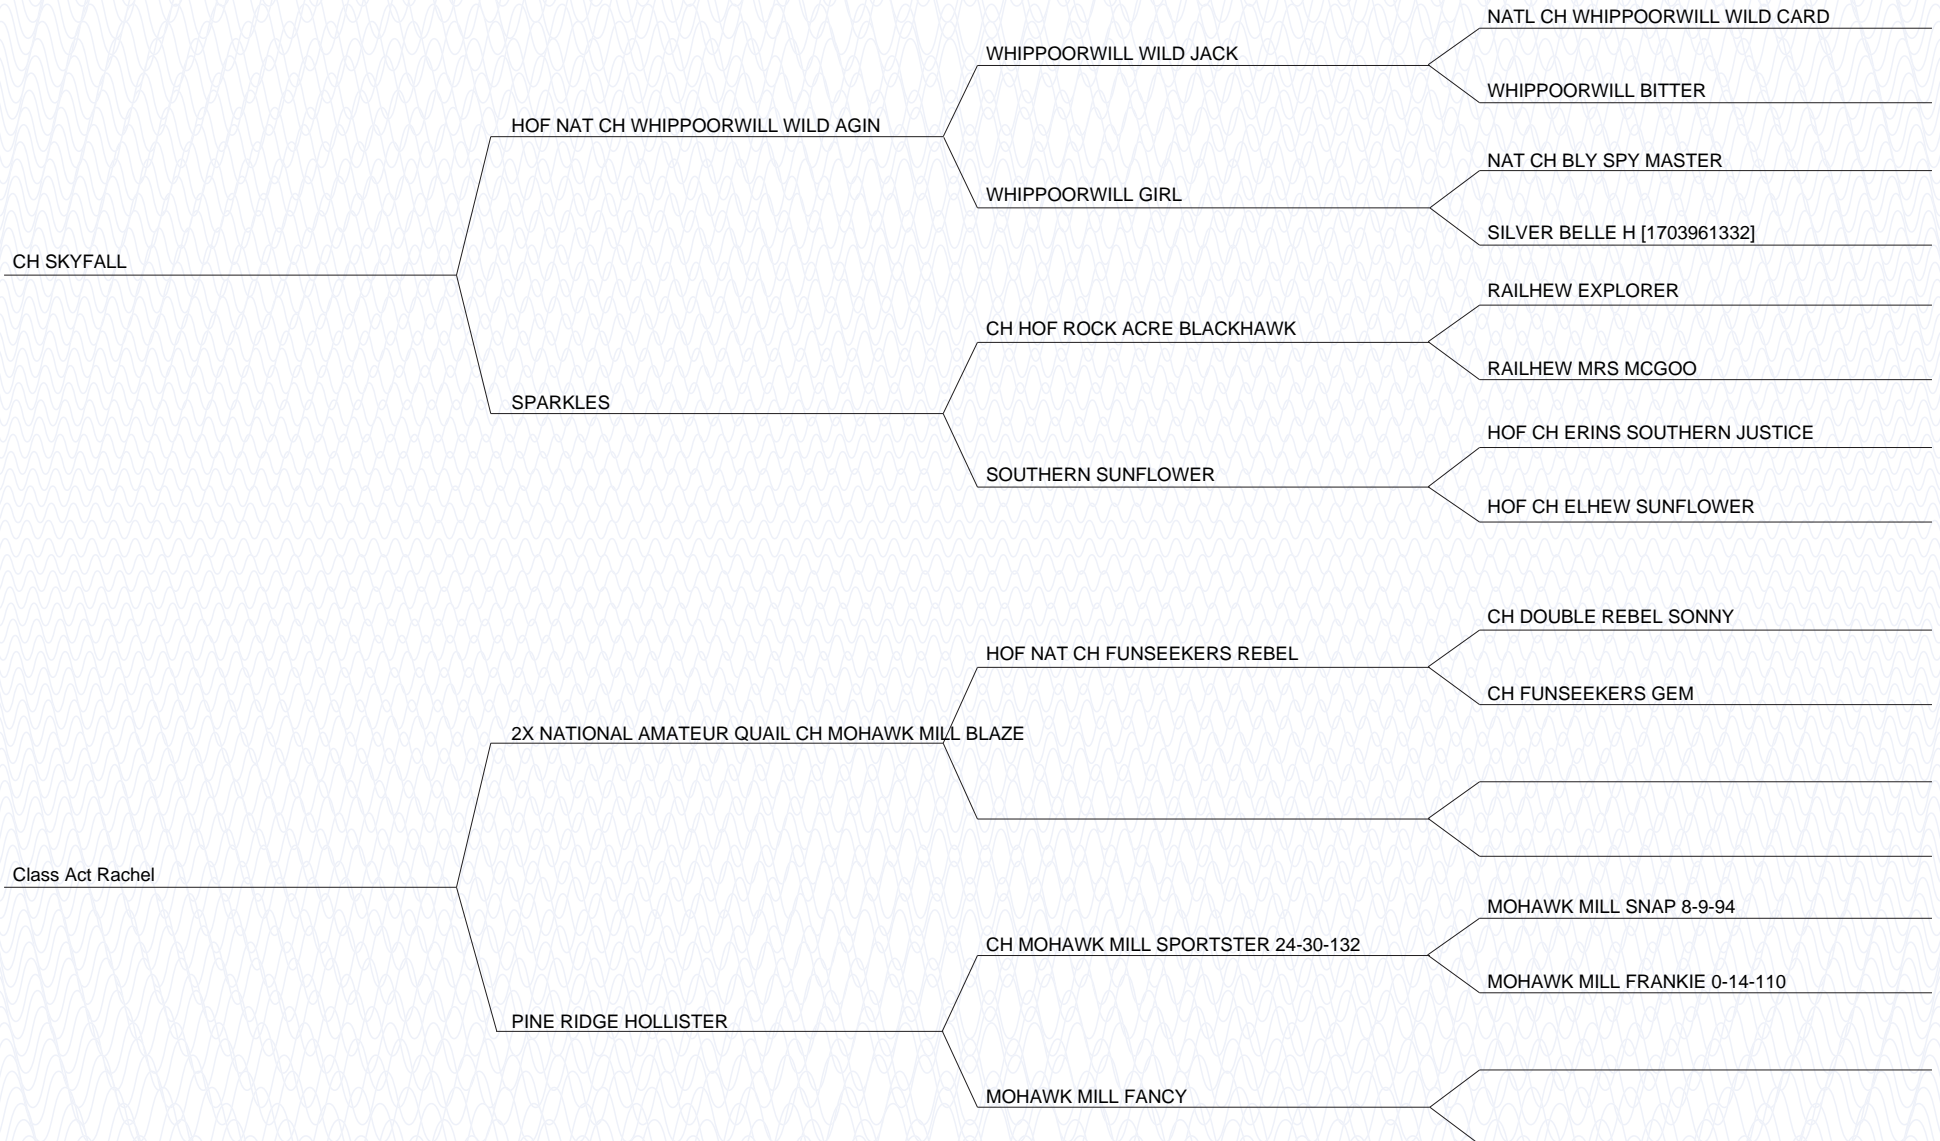 NATL CH WHIPPOORWILL WILD CARD
WHIPPOORWILL WILD JACK
WHIPPOORWILL BITTER
HOF NAT CH WHIPPOORWILL WILD AGIN
NAT CH BLY SPY MASTER
WHIPPOORWILL GIRL
SILVER BELLE H [1703961332]
CH SKYFALL
RAILHEW EXPLORER
CH HOF ROCK ACRE BLACKHAWK
RAILHEW MRS MCGOO
SPARKLES
HOF CH ERINS SOUTHERN JUSTICE
SOUTHERN SUNFLOWER
HOF CH ELHEW SUNFLOWER
CH DOUBLE REBEL SONNY
HOF NAT CH FUNSEEKERS REBEL
CH FUNSEEKERS GEM
2X NATIONAL AMATEUR QUAIL CH MOHAWK MILL BLAZE
Class Act Rachel
MOHAWK MILL SNAP 8-9-94
CH MOHAWK MILL SPORTSTER 24-30-132
MOHAWK MILL FRANKIE 0-14-110
PINE RIDGE HOLLISTER
MOHAWK MILL FANCY